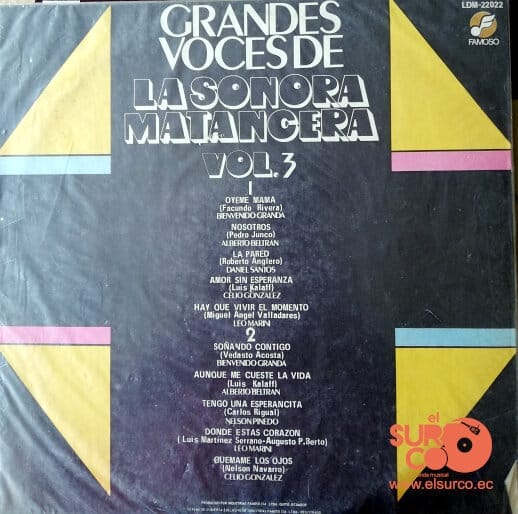 LDM-22022
FAMOSO
GRANDES
VOCES DE
LA SONORA
MATANCERA
VOL. 3
1
OYEME MAMA
(Facundo Rivera)
BIENVENIDO GRANDA
NOSOTROS
(Pedro Junco)
ALBERTO BELTRAN
LA PARED
(Roberto Anglero)
DANIEL SANTOS
AMOR SIN ESPERANZA
(Luis Kalaff)
CELIO GONZALEZ
HAY QUE VIVIR EL MOMENTO
(Miguel Angel Valladares)
LEO MARINI
2
SOÑANDO CONTIGO
(Vedasto Acosta)
BIENVENIDO GRANDA
AUNQUE ME CUESTE LA VIDA
(Luis Kalaff)
ALBERTO BELTRAN
TENGO UNA ESPERANCITA
(Carlos Rigual)
NELSON PINEDO
DONDE ESTAS CORAZON
( Luis Martinez Serrano-Augusto P. Berto)
LEO MARINI
QUEMAME LOS OJOS
(Nelson Navarro)
CELIO GONZALEZ
el
SURCO
tienda musical
www.elsurco.ec